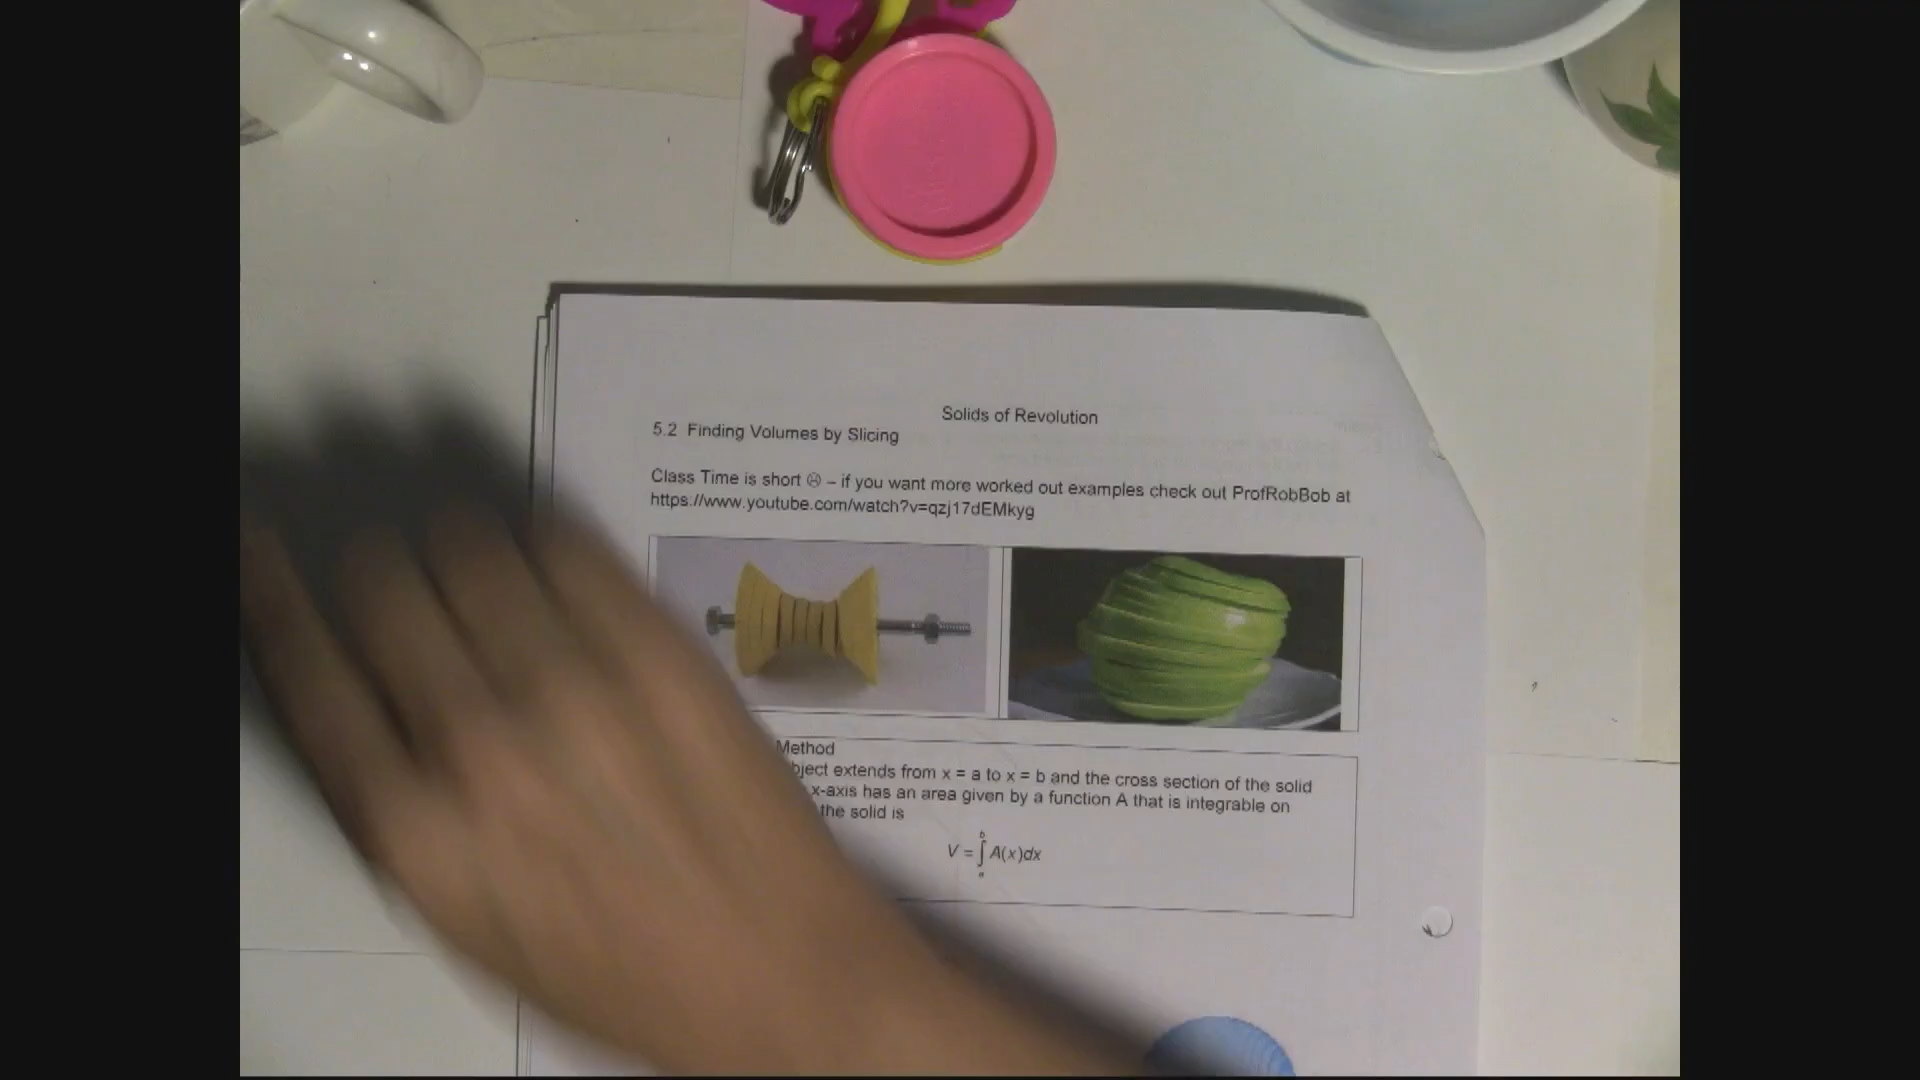 Solids of Revolution
5.2 Finding Volumes by Slicing
Class Time is short ☹ – if you want more worked out examples check out ProfRobBob at
https://www.youtube.com/watch?v=qzj17dEMkyg
Method
bject extends from x = a to x = b and the cross section of the solid
x-axis has an area given by a function A that is integrable on
the solid is
V = ∫ₐᵇ A(x)dx